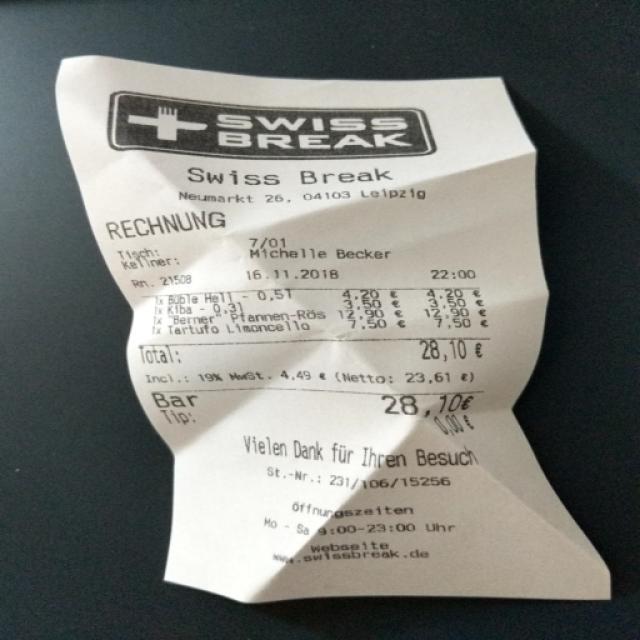 SWISS
BREAK
Swiss Break
Neumarkt 26, 04103 Leipzig
RECHNUNG
Tisch: 7/01
Kellner: Michelle Becker
Rn. 21508 16.11.2018 22:00
1x Büble Hell - 0,5l 4,20 € 4,20 €
1x Kiba - 0,3l 3,50 € 3,50 €
1x "Berner" Pfannen-Rös 12,90 € 12,90 €
1x Tartufo Limoncello 7,50 € 7,50 €
Total: 28,10 €
Incl.: 19% MwSt. 4,49 € (Netto: 23,61 €)
Bar 28,10€
Tip: 0,00 €
Vielen Dank für Ihren Besuch
St.-Nr.: 231/106/15256
Öffnungszeiten
Mo - Sa 9:00-23:00 Uhr
Webseite
www.swissbreak.de